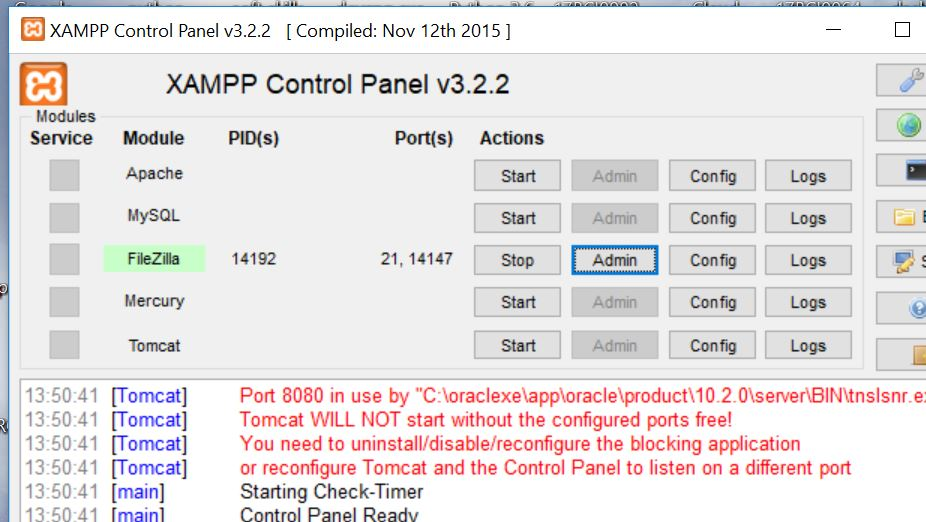 XAMPP Control Panel v3.2.2 [ Compiled: Nov 12th 2015 ]
XAMPP Control Panel v3.2.2
Modules
Service Module PID(s) Port(s) Actions
Apache Start Admin Config Logs
MySQL Start Admin Config Logs
FileZilla 14192 21, 14147 Stop Admin Config Logs
Mercury Start Admin Config Logs
Tomcat Start Admin Config Logs
13:50:41 [Tomcat] Port 8080 in use by "C:\oraclexe\app\oracle\product\10.2.0\server\BIN\tnslsnr.e
13:50:41 [Tomcat] Tomcat WILL NOT start without the configured ports free!
13:50:41 [Tomcat] You need to uninstall/disable/reconfigure the blocking application
13:50:41 [Tomcat] or reconfigure Tomcat and the Control Panel to listen on a different port
13:50:41 [main] Starting Check-Timer
13:50:41 [main] Control Panel Ready